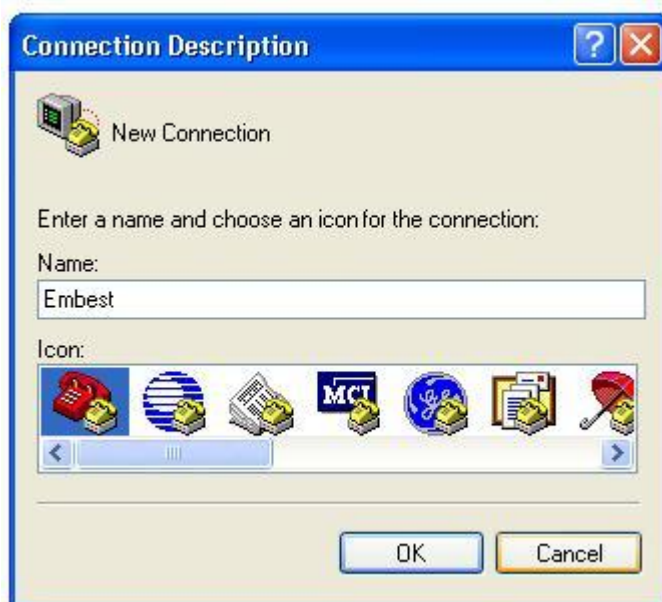 Connection Description
New Connection
Enter a name and choose an icon for the connection:
Name:
Embest
Icon:
MCI
OK
Cancel